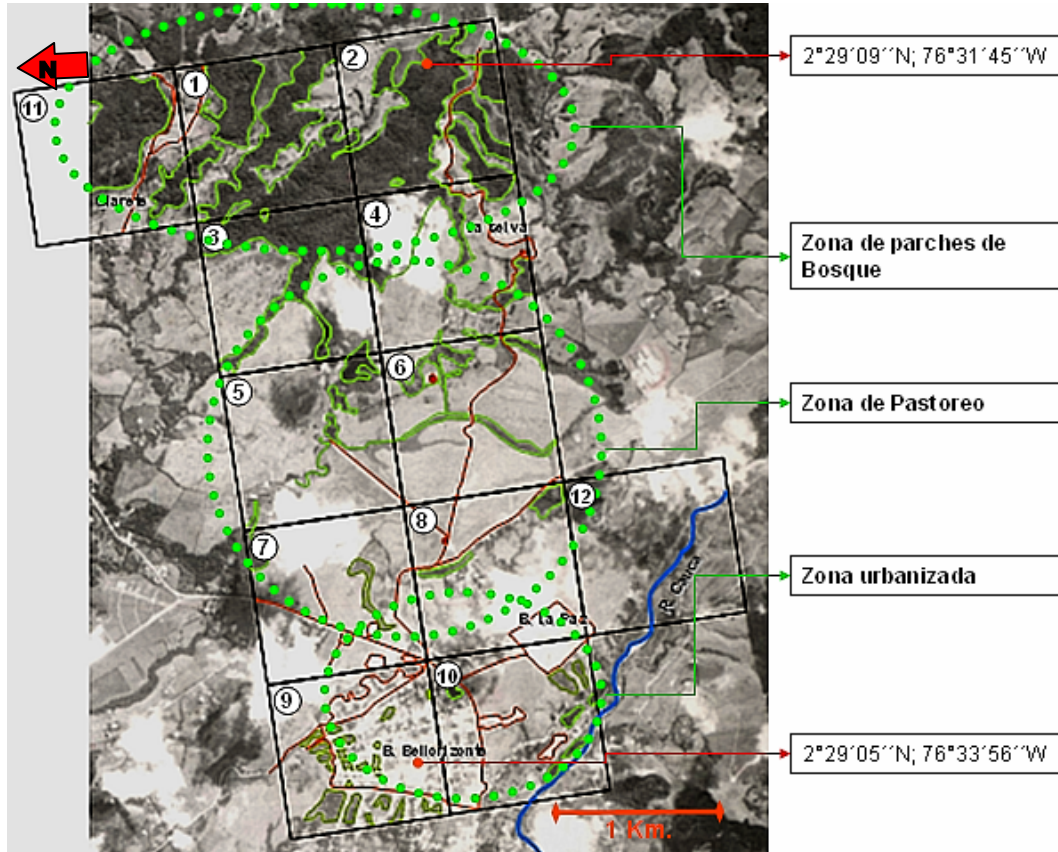 N
2
2°29´09´´N; 76°31´45´´W
1
11
Clarete
Zona de parches de
Bosque
4
3
La Selva
6
5
Zona de Pastoreo
12
8
7
R. Cauca
Zona urbanizada
B. La Paz
10
9
B. Bellorizonte
2°29´05´´N; 76°33´56´´W
1 Km.